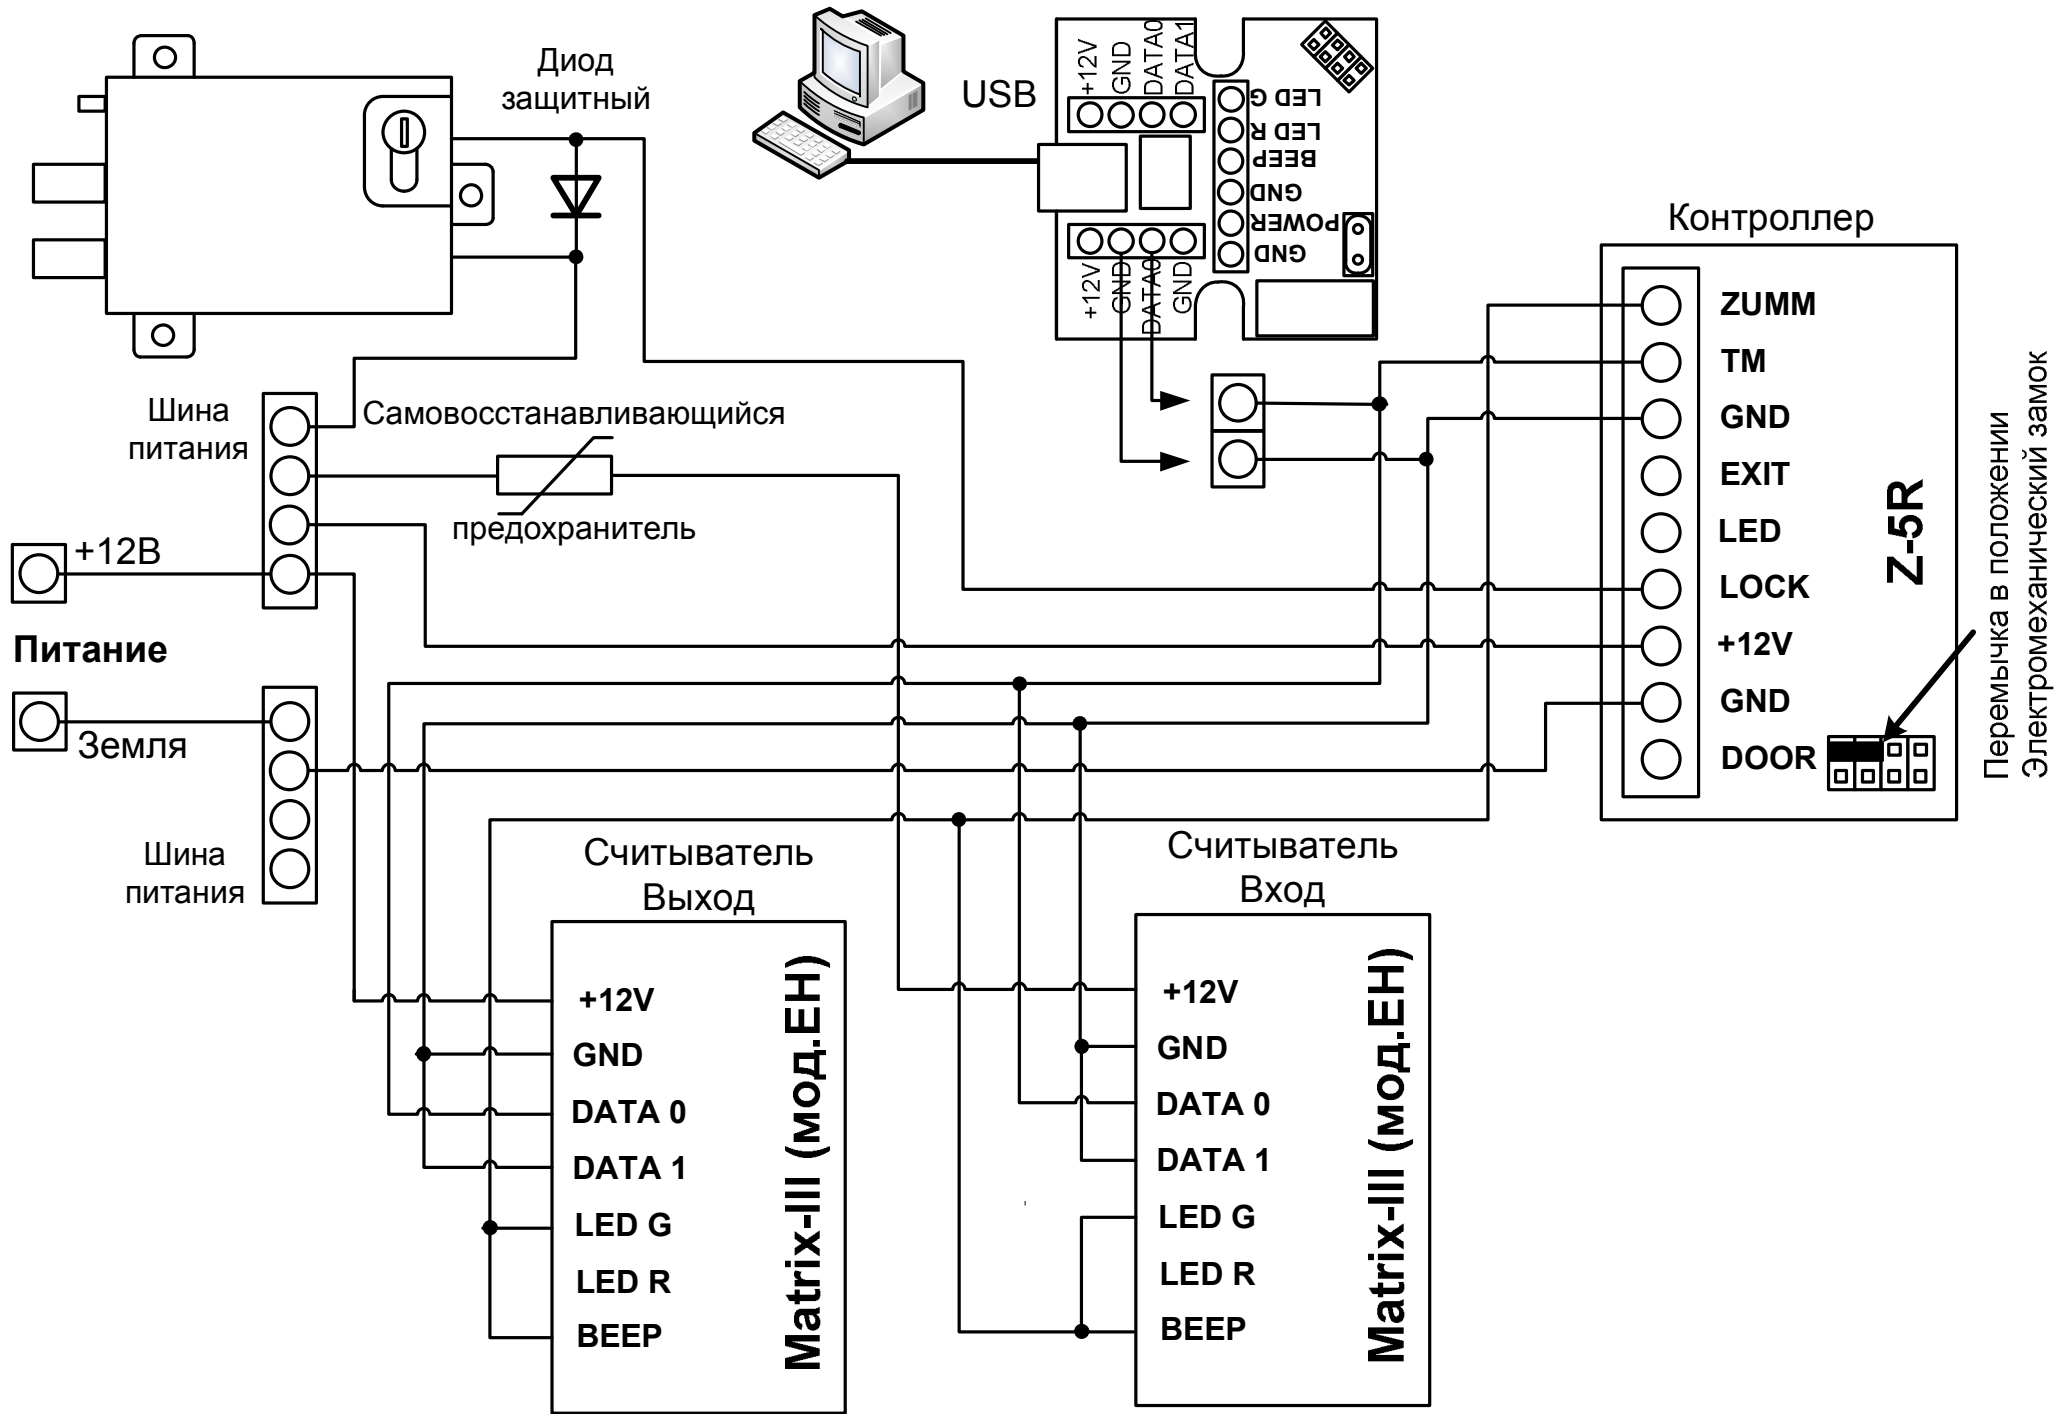 Диод
защитный
USB
+12V
GND
DATA0
DATA1
LED G
LED R
BEEP
GND
POWER
GND
+12V
GND
DATA0
GND
Контроллер
ZUMM
TM
GND
EXIT
LED
LOCK
+12V
GND
DOOR
Z-5R
Перемычка в положении
Электромеханический замок
Шина
питания
Самовосстанавливающийся
предохранитель
+12В
Питание
Земля
Шина
питания
Считыватель
Выход
+12V
GND
DATA 0
DATA 1
LED G
LED R
BEEP
Matrix-III (мод.EH)
Считыватель
Вход
+12V
GND
DATA 0
DATA 1
LED G
LED R
BEEP
Matrix-III (мод.EH)